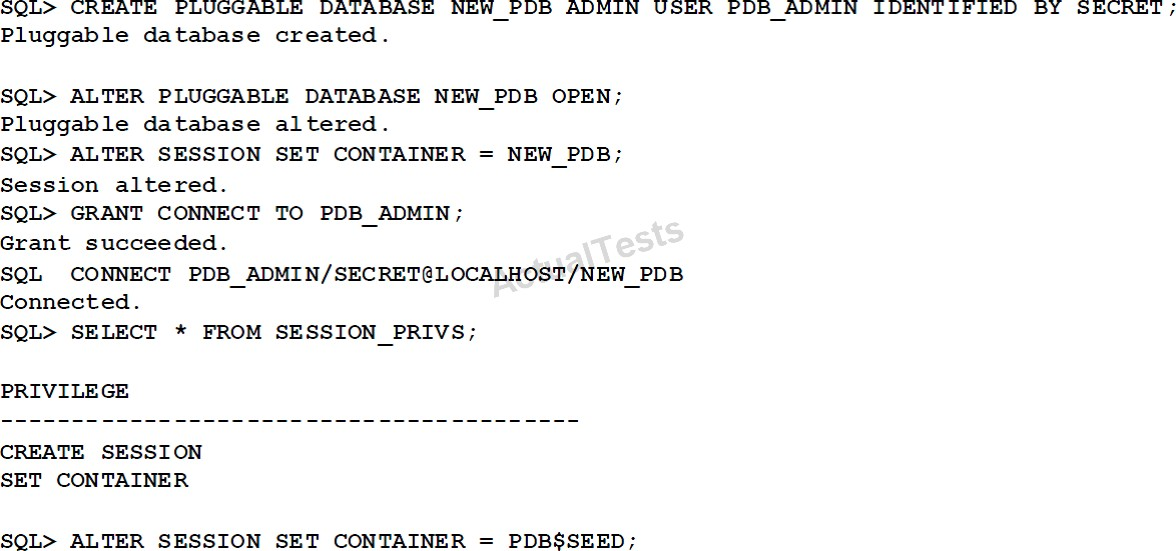 SQL> CREATE PLUGGABLE DATABASE NEW_PDB ADMIN USER PDB_ADMIN IDENTIFIED BY SECRET;
Pluggable database created.
SQL> ALTER PLUGGABLE DATABASE NEW_PDB OPEN;
Pluggable database altered.
SQL> ALTER SESSION SET CONTAINER = NEW_PDB;
Session altered.
SQL> GRANT CONNECT TO PDB_ADMIN;
Grant succeeded.
SQL CONNECT PDB_ADMIN/SECRET@LOCALHOST/NEW_PDB
Connected.
SQL> SELECT * FROM SESSION_PRIVS;
PRIVILEGE
----------------------------------------
CREATE SESSION
SET CONTAINER
SQL> ALTER SESSION SET CONTAINER = PDB$SEED;
ActualTests